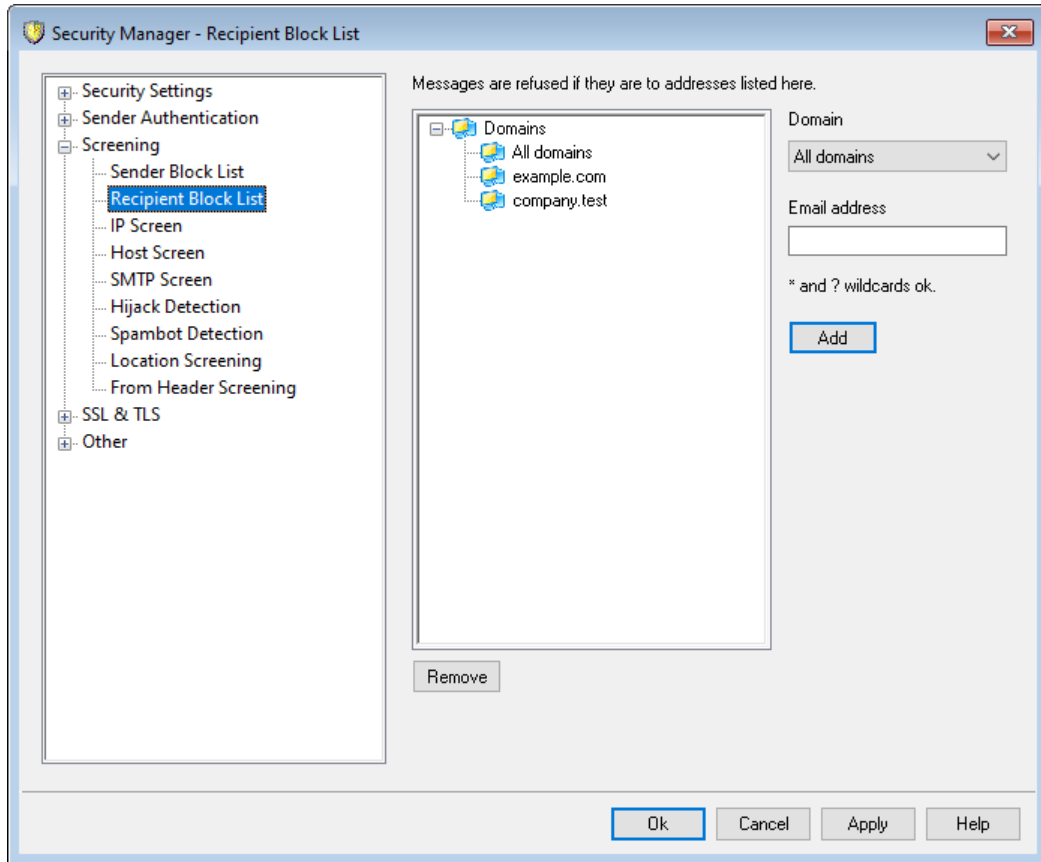 Security Manager - Recipient Block List
Security Settings
Sender Authentication
Screening
Sender Block List
Recipient Block List
IP Screen
Host Screen
SMTP Screen
Hijack Detection
Spambot Detection
Location Screening
From Header Screening
SSL & TLS
Other
Messages are refused if they are to addresses listed here.
Domains
All domains
example.com
company.test
Remove
Domain
All domains
Email address
* and ? wildcards ok.
Add
Ok
Cancel
Apply
Help